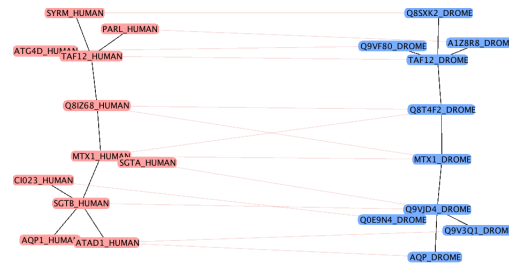 SYRM_HUMAN
Q8SXK2_DROME
PARL_HUMAN
Q9VF80_DROME
A1Z8R8_DROME
ATG4D_HUMAN
TAF12_HUMAN
TAF12_DROME
Q8IZ68_HUMAN
Q8T4F2_DROME
MTX1_HUMAN
SGTA_HUMAN
MTX1_DROME
CI023_HUMAN
SGTB_HUMAN
Q9VJD4_DROME
Q0E9N4_DROME
Q9V3Q1_DROME
AQP1_HUMAN
ATAD1_HUMAN
AQP_DROME